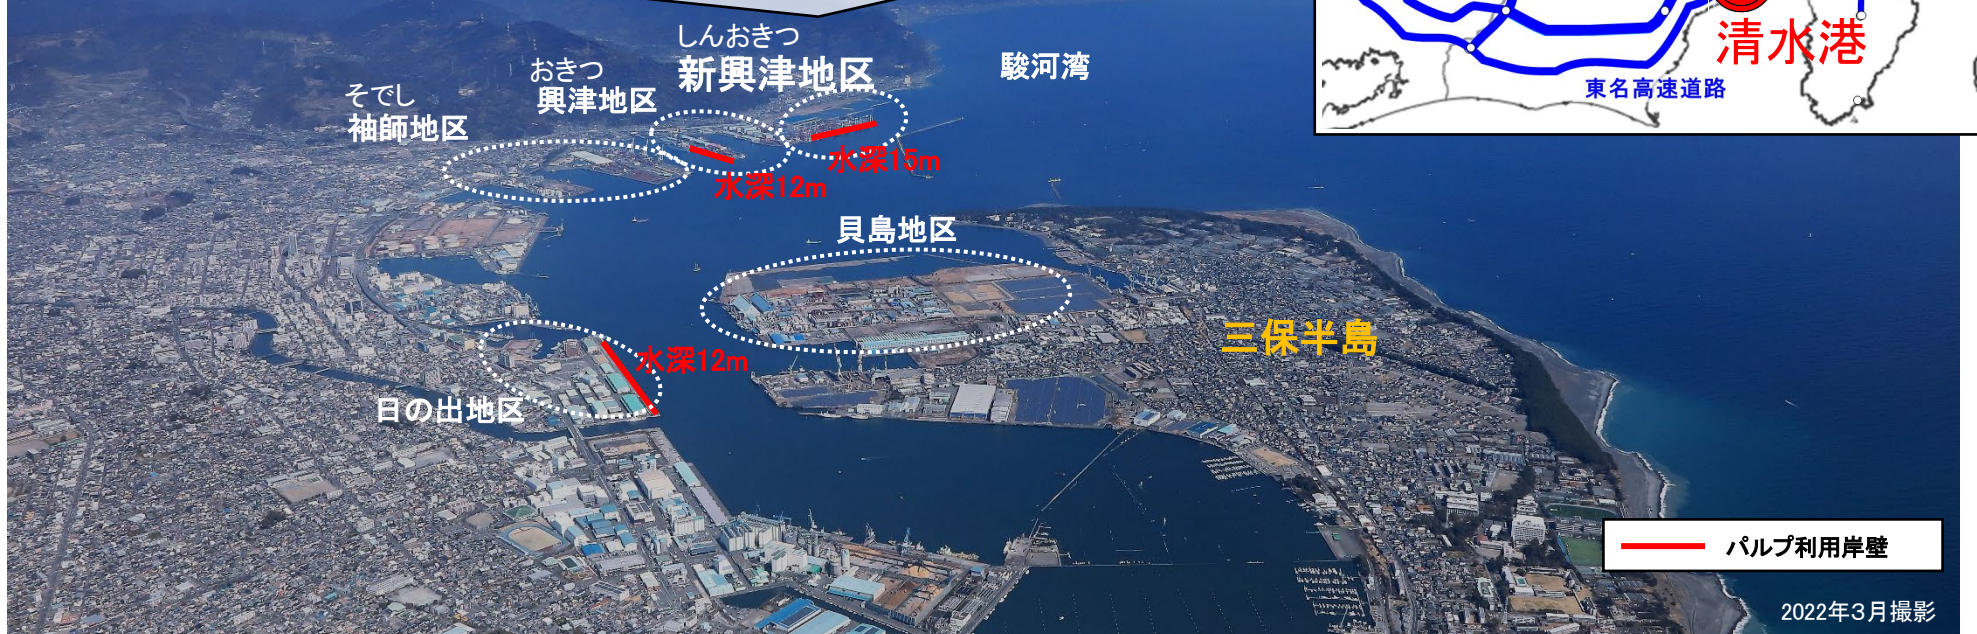 清水港
東名高速道路
しんおきつ
新興津地区
駿河湾
おきつ
興津地区
そでし
袖師地区
水深15m
水深12m
貝島地区
三保半島
水深12m
日の出地区
パルプ利用岸壁
2022年3月撮影